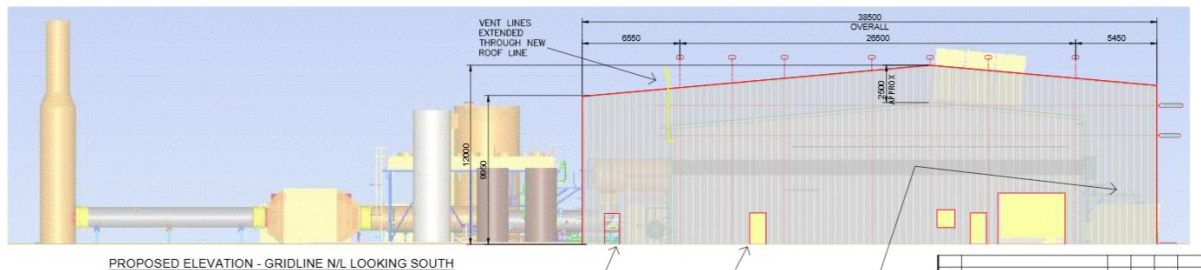 VENT LINES
EXTENDED
THROUGH NEW
ROOF LINE
38500
OVERALL
6550
26500
5450
2500
APPROX
12000
9950
PROPOSED ELEVATION - GRIDLINE N/L LOOKING SOUTH